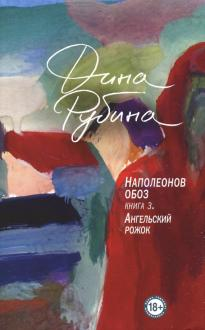 Дина
Рубина
НАПОЛЕОНОВ
ОБОЗ
КНИГА 3.
АНГЕЛЬСКИЙ
РОЖОК
18+